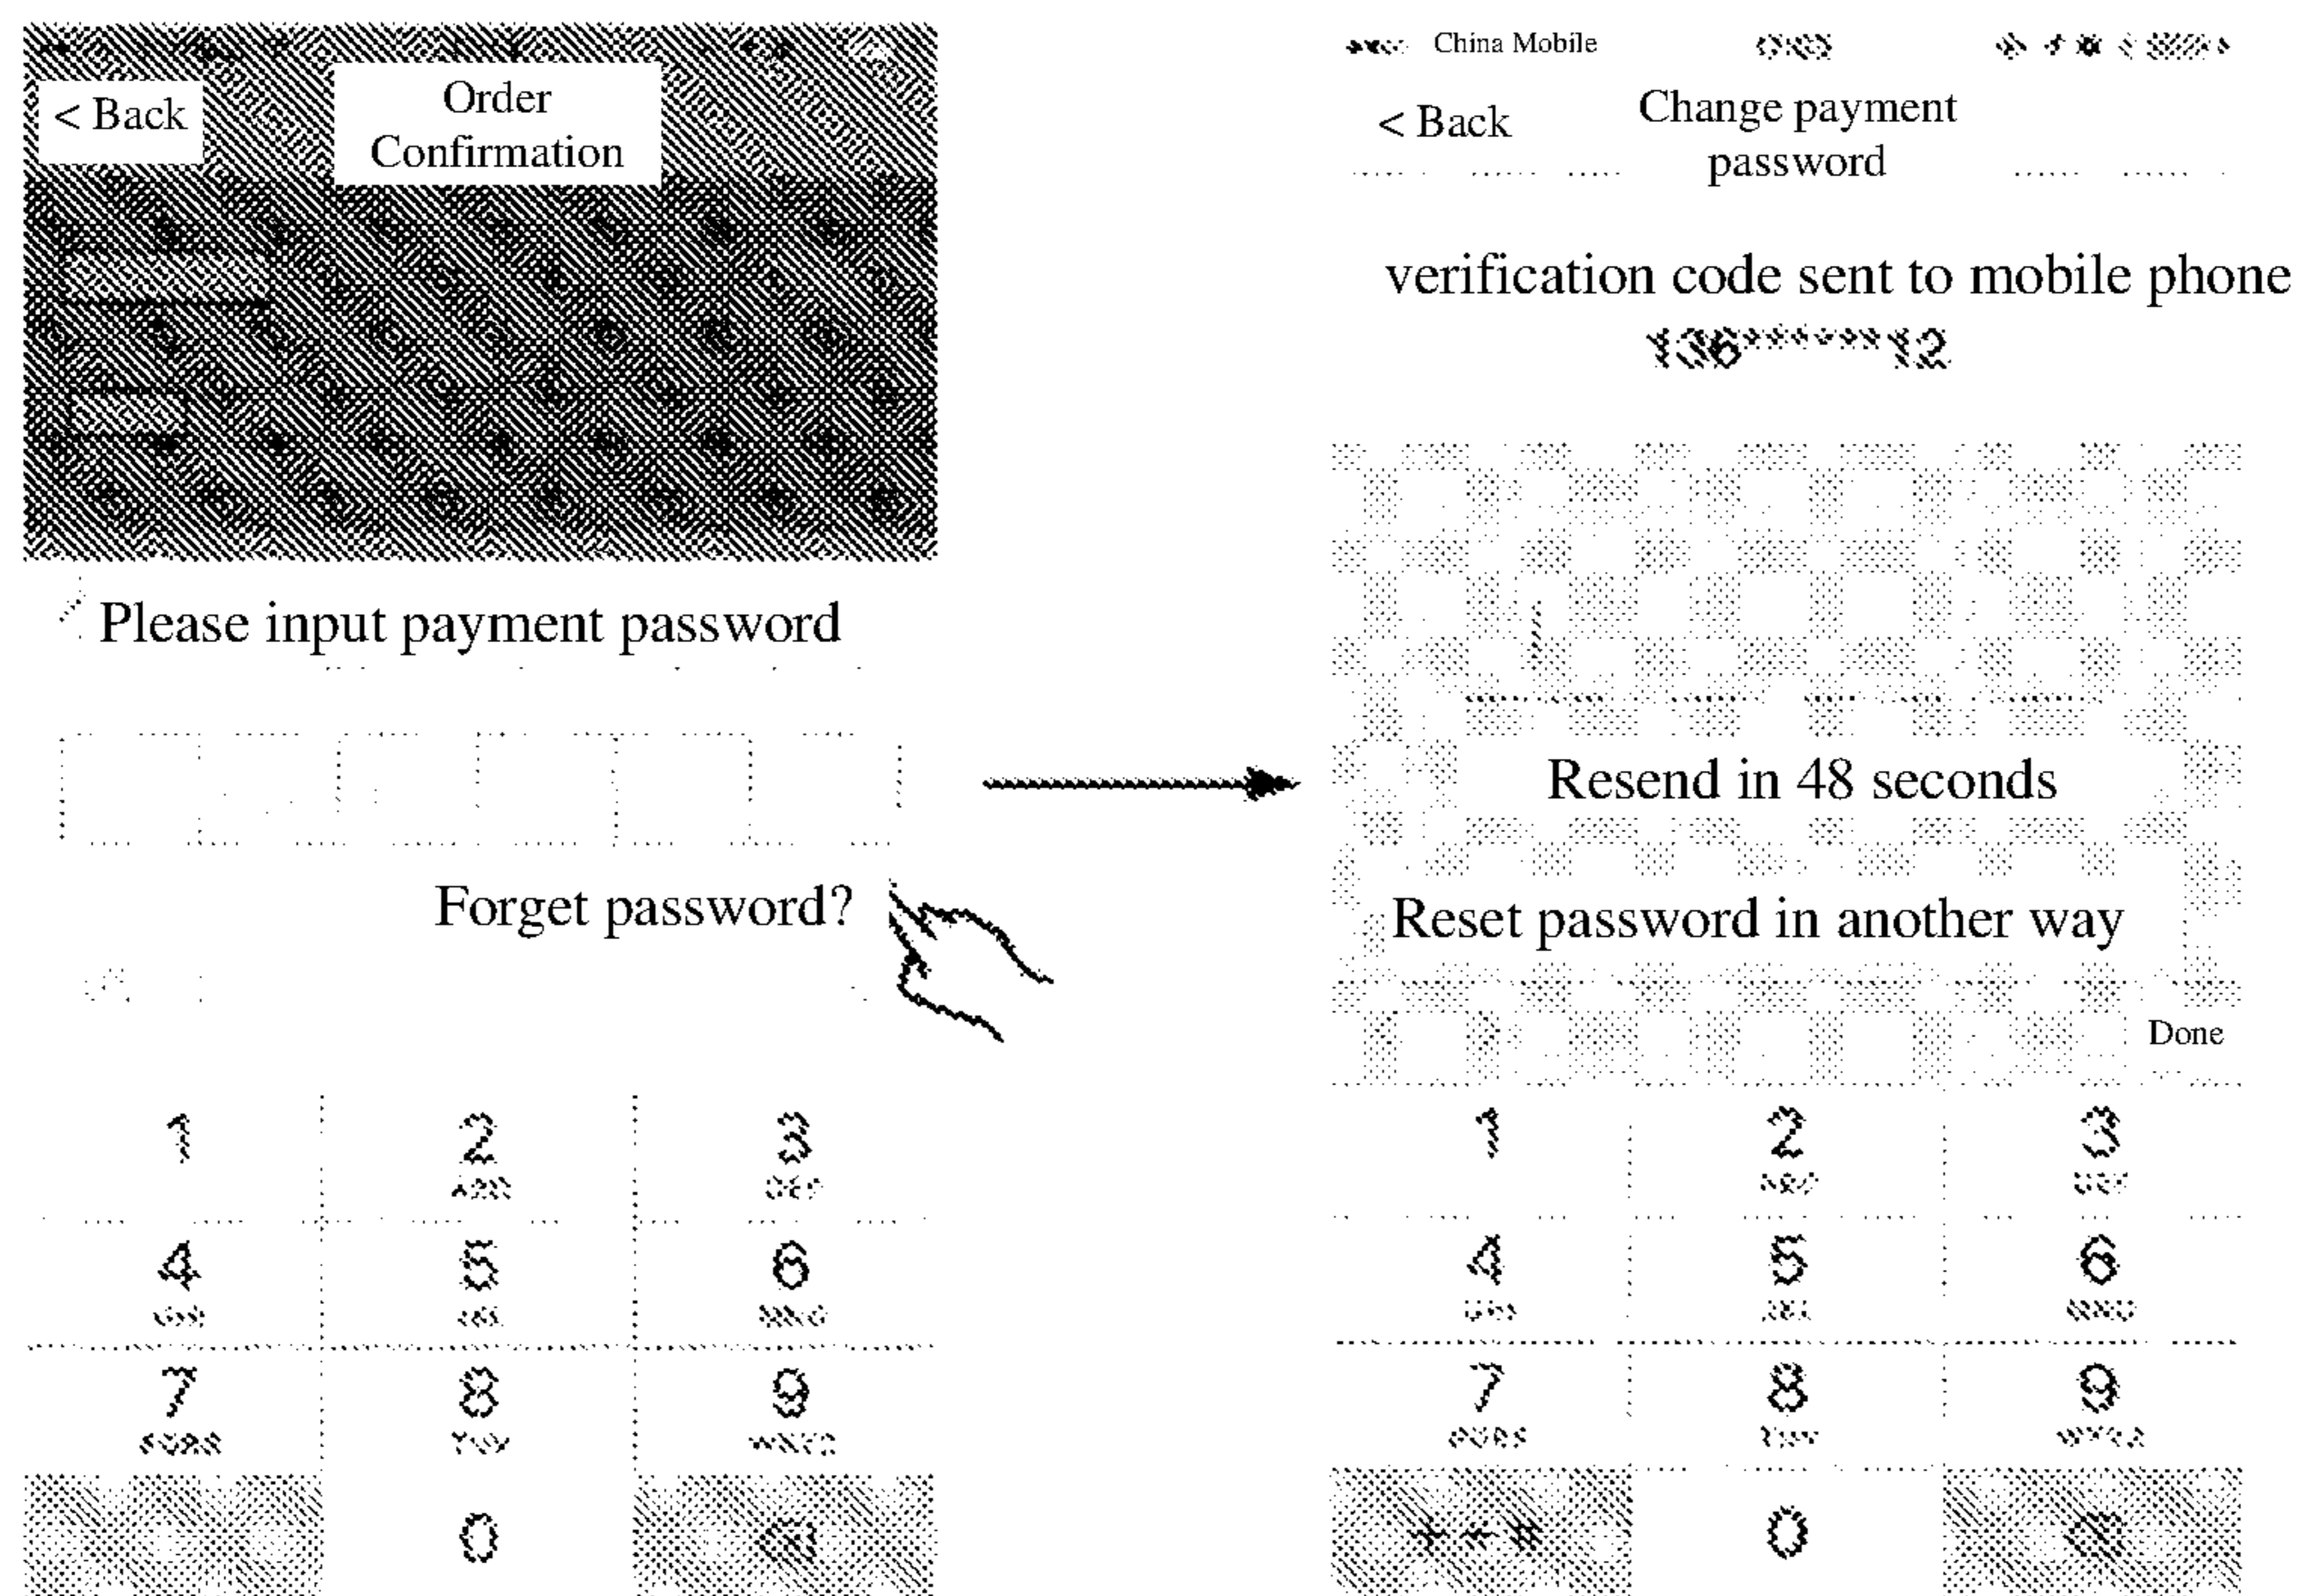 < Back
Order
Confirmation
Please input payment password
Forget password?
1
2
3
4
5
6
7
8
9
0
China Mobile
< Back
Change payment
password
verification code sent to mobile phone
136******12
Resend in 48 seconds
Reset password in another way
Done
1
2
3
4
5
6
7
8
9
+*#
0